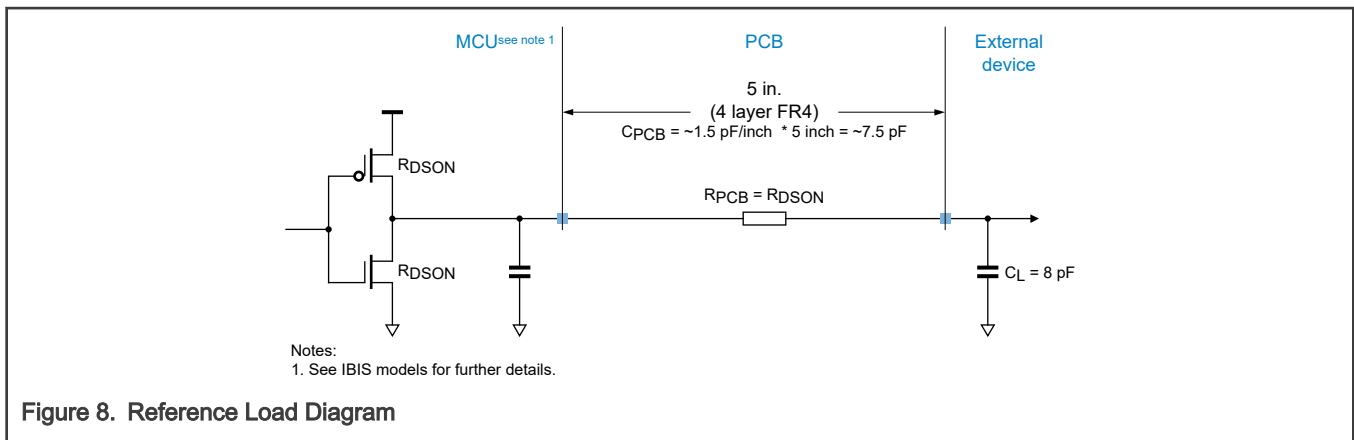 MCU see note 1
PCB
External
device
5 in.
(4 layer FR4)
CPCB = ~1.5 pF/inch * 5 inch = ~7.5 pF
RDSON
RPCB = RDSON
RDSON
CL = 8 pF
Notes:
1. See IBIS models for further details.
Figure 8. Reference Load Diagram